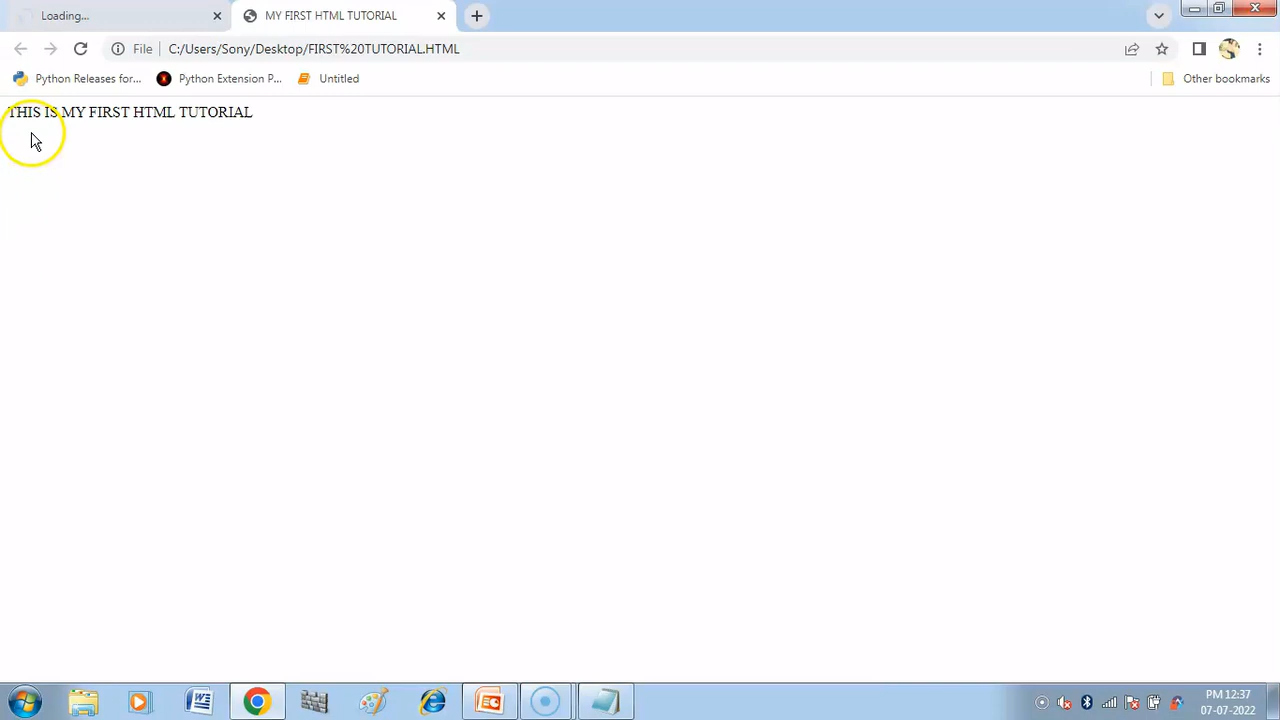 Loading...
MY FIRST HTML TUTORIAL
File
C:/Users/Sony/Desktop/FIRST%20TUTORIAL.HTML
Python Releases for...
Python Extension P...
Untitled
Other bookmarks
THIS IS MY FIRST HTML TUTORIAL
PM 12:37
07-07-2022